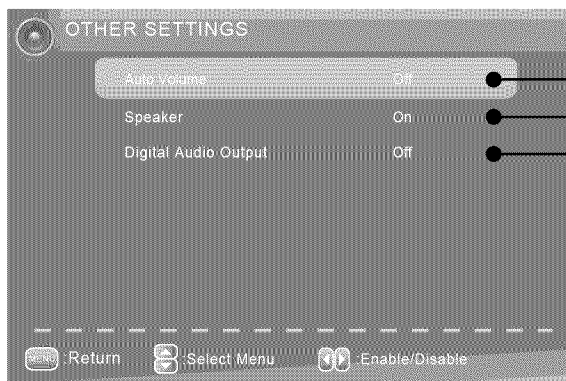 OTHER SETTINGS
Auto Volume Off
Speaker On
Digital Audio Output Off
MENU :Return :Select Menu :Enable/Disable